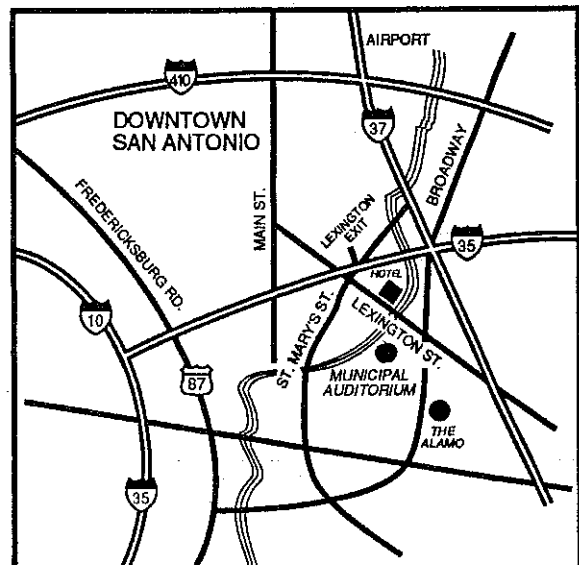 AIRPORT
410
DOWNTOWN
SAN ANTONIO
37
BROADWAY
FREDERICKSBURG RD.
MAIN ST.
LEXINGTON
EXIT
35
HOTEL
10
ST. MARY'S ST.
LEXINGTON ST.
87
MUNICIPAL
AUDITORIUM
THE
ALAMO
35